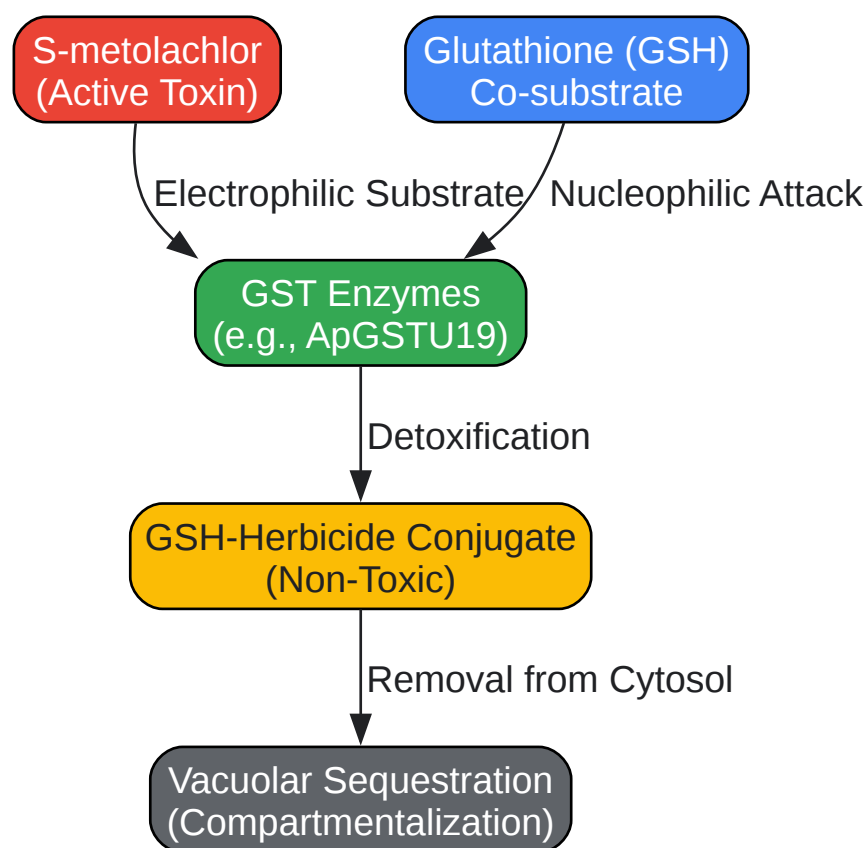 S-metolachlor
(Active Toxin)
Glutathione (GSH)
Co-substrate
Electrophilic Substrate
Nucleophilic Attack
GST Enzymes
(e.g., ApGSTU19)
Detoxification
GSH-Herbicide Conjugate
(Non-Toxic)
Removal from Cytosol
Vacuolar Sequestration
(Compartmentalization)